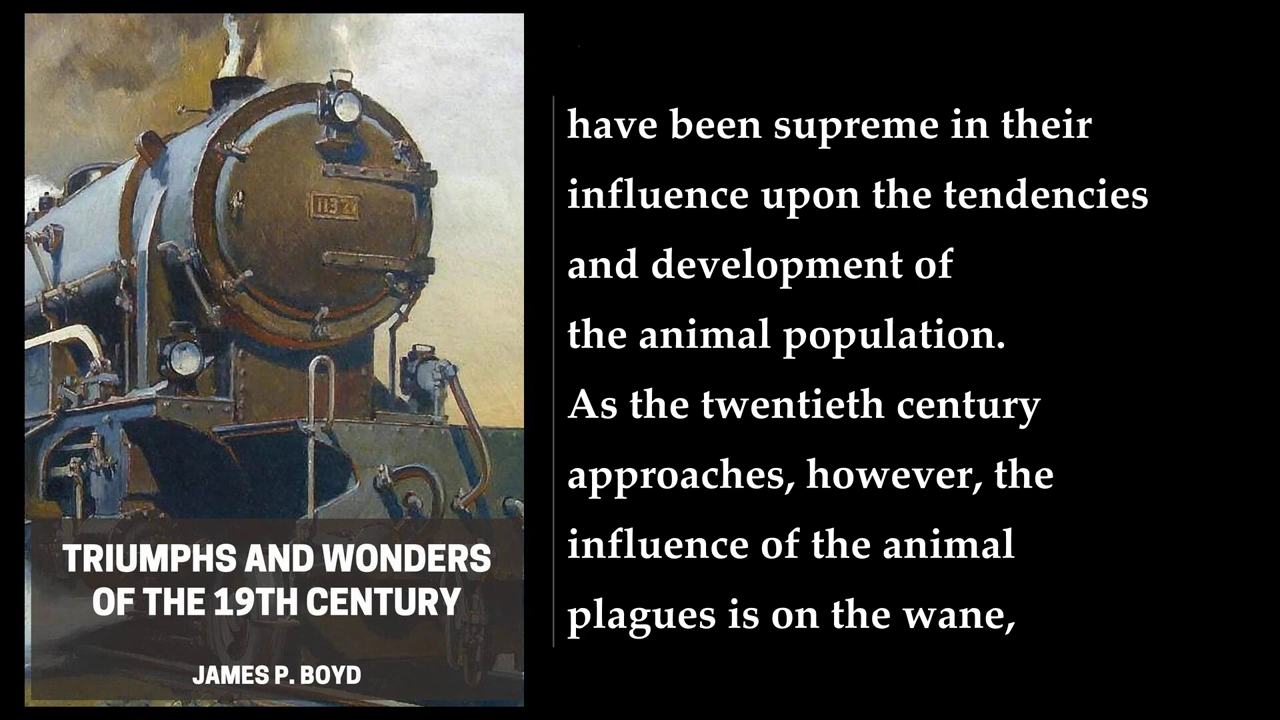 TRIUMPHS AND WONDERS
OF THE 19TH CENTURY
JAMES P. BOYD
have been supreme in their
influence upon the tendencies
and development of
the animal population.
As the twentieth century
approaches, however, the
influence of the animal
plagues is on the wane,